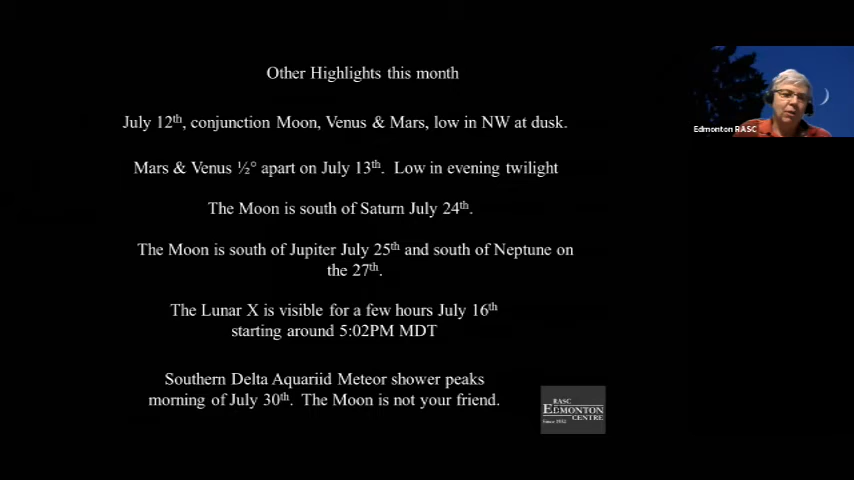 Other Highlights this month
July 12th, conjunction Moon, Venus & Mars, low in NW at dusk.
Mars & Venus ½° apart on July 13th. Low in evening twilight
The Moon is south of Saturn July 24th.
The Moon is south of Jupiter July 25th and south of Neptune on
the 27th.
The Lunar X is visible for a few hours July 16th
starting around 5:02PM MDT
Southern Delta Aquariid Meteor shower peaks
morning of July 30th. The Moon is not your friend.
Edmonton RASC
RASC
EDMONTON
CENTRE
Since 1932